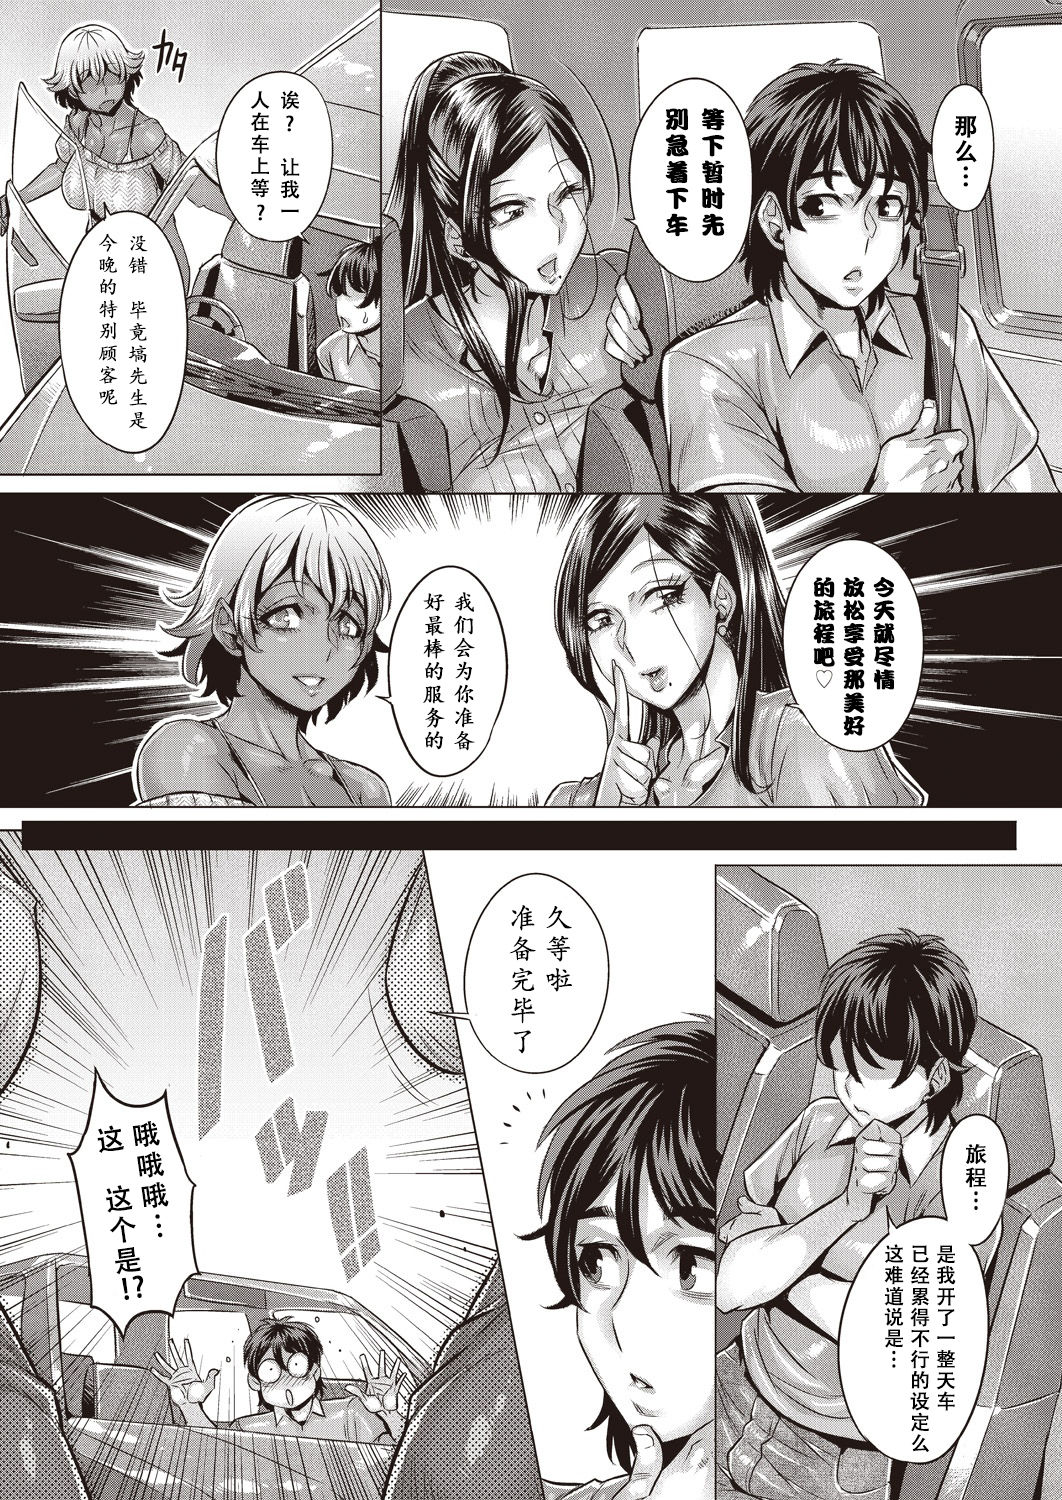 那么…
等下暂时先
别急着下车
诶？ 让我一
人在车上等？
ガタ
没错 毕竟塙先生是
今晚的特别顾客呢
今天就尽情
放松享受那美好
的旅程吧♡
我们会为你准备
好最棒的服务的
旅程…
是我开了一整天车
已经累得不行的设定么
这难道说是…
久等啦
准备完毕了
バンッ!!
哦哦哦…
这 这个是!?